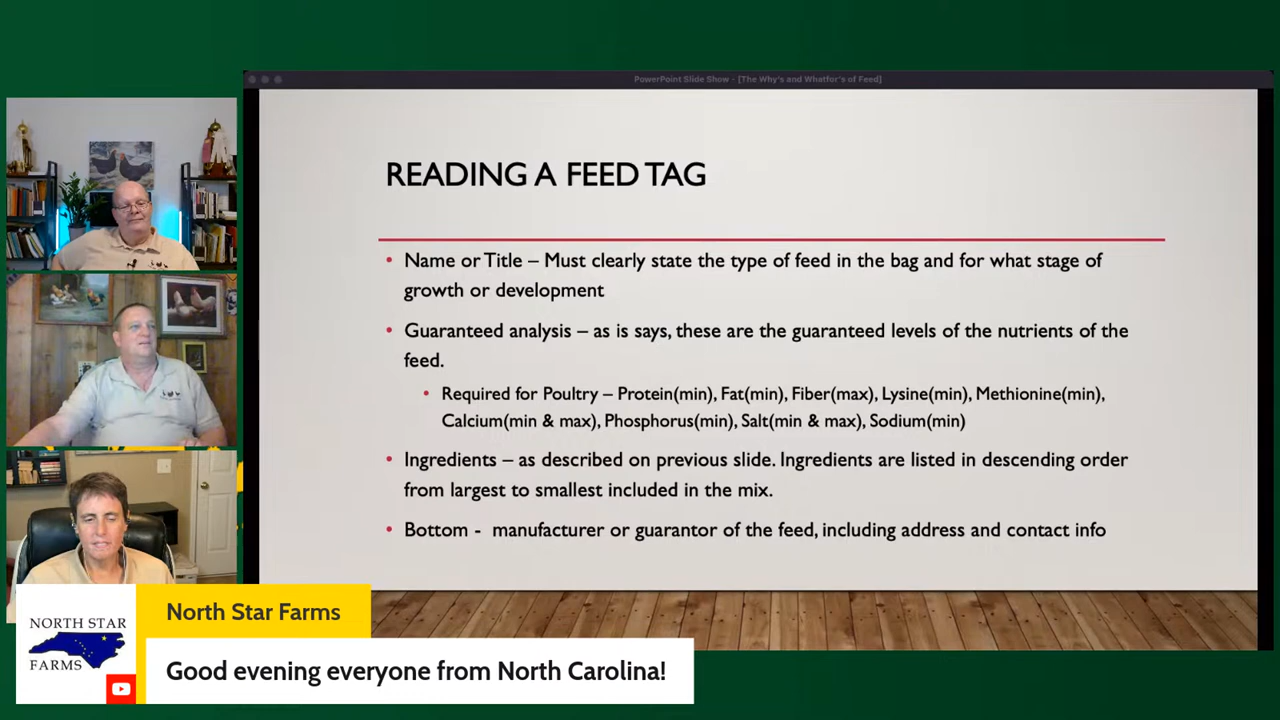 PowerPoint Slide Show - [The Why's and Whatfor's of Feed]
READING A FEED TAG
• Name or Title – Must clearly state the type of feed in the bag and for what stage of
growth or development
• Guaranteed analysis – as is says, these are the guaranteed levels of the nutrients of the
feed.
• Required for Poultry – Protein(min), Fat(min), Fiber(max), Lysine(min), Methionine(min),
Calcium(min & max), Phosphorus(min), Salt(min & max), Sodium(min)
• Ingredients – as described on previous slide. Ingredients are listed in descending order
from largest to smallest included in the mix.
• Bottom - manufacturer or guarantor of the feed, including address and contact info
NORTH STAR
FARMS
North Star Farms
Good evening everyone from North Carolina!